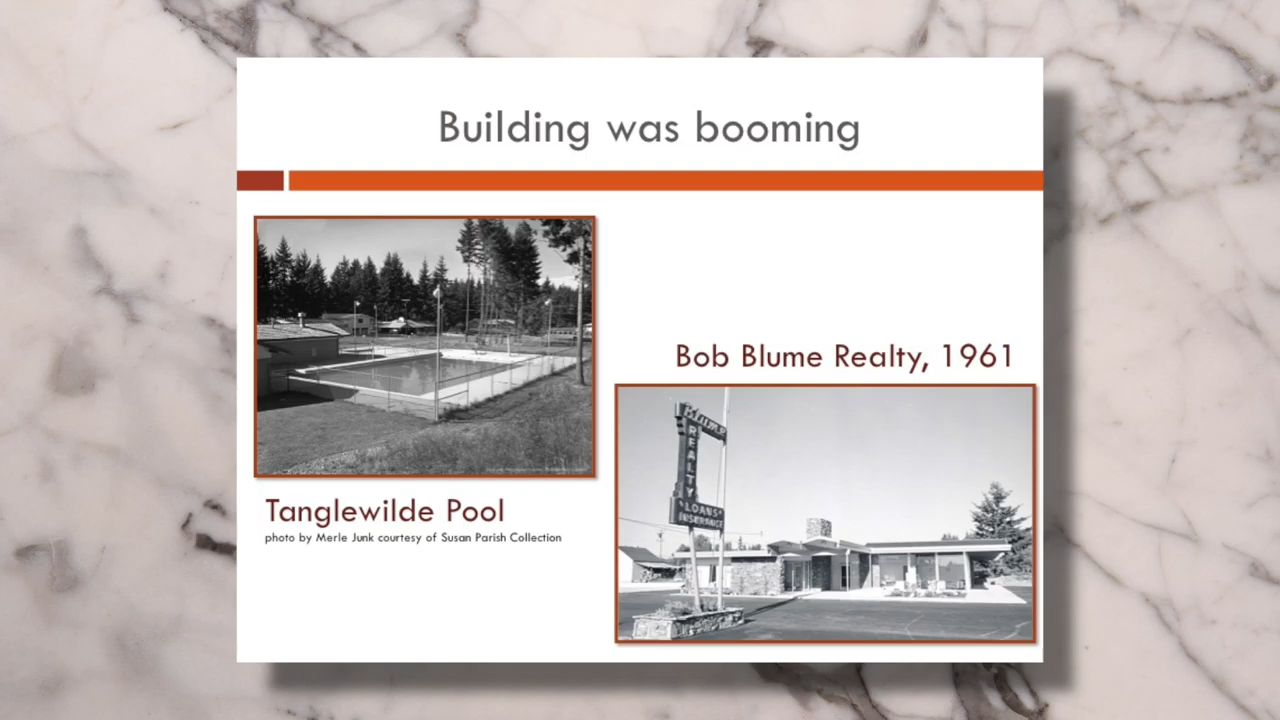 Building was booming
Tanglewilde Pool
photo by Merle Junk courtesy of Susan Parish Collection
Bob Blume Realty, 1961
Blume
REALTY
LOANS
INSURANCE